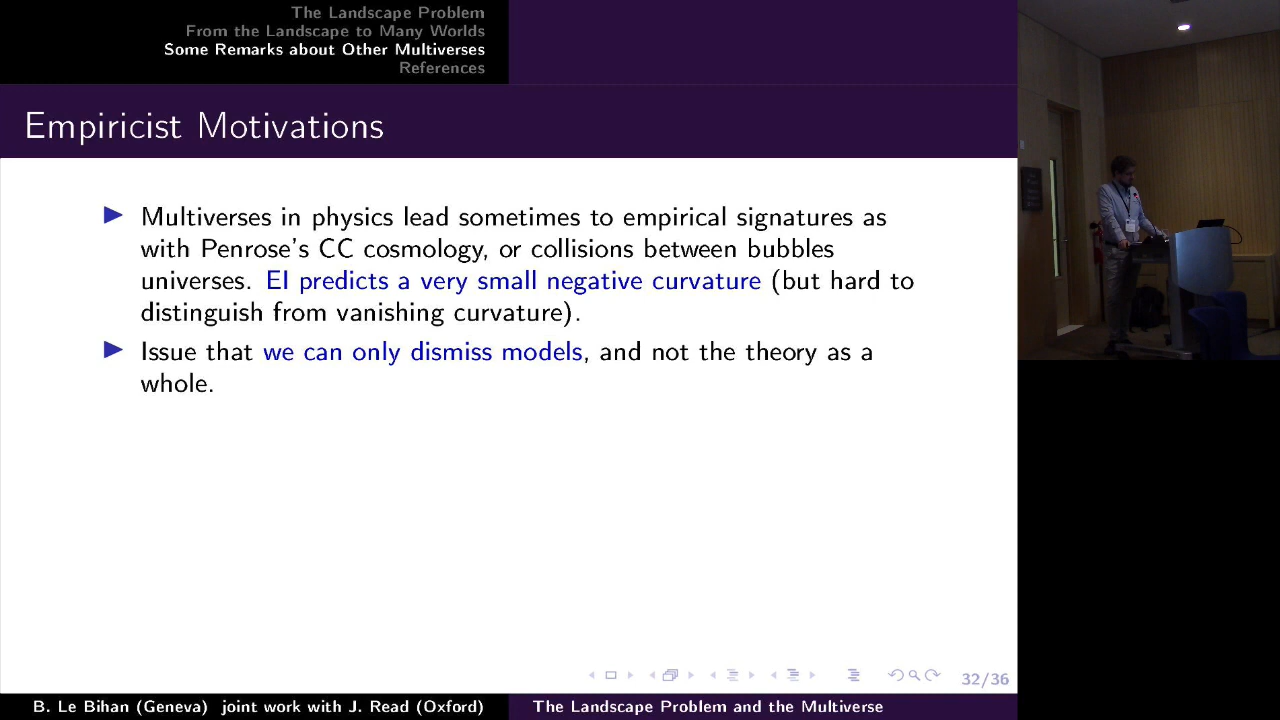 The Landscape Problem
From the Landscape to Many Worlds
Some Remarks about Other Multiverses
References
Empiricist Motivations
Multiverses in physics lead sometimes to empirical signatures as
with Penrose's CC cosmology, or collisions between bubbles
universes. EI predicts a very small negative curvature (but hard to
distinguish from vanishing curvature).
Issue that we can only dismiss models, and not the theory as a
whole.
32/36
B. Le Bihan (Geneva) joint work with J. Read (Oxford)
The Landscape Problem and the Multiverse